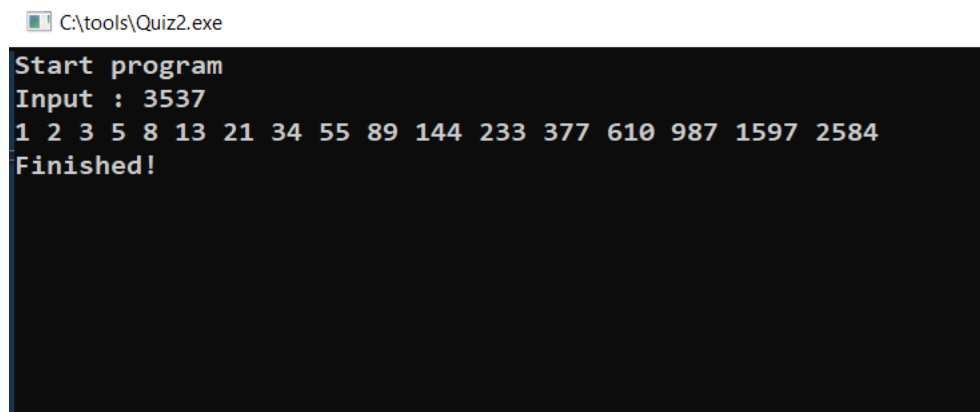 C:\tools\Quiz2.exe
Start program
Input : 3537
1 2 3 5 8 13 21 34 55 89 144 233 377 610 987 1597 2584
Finished!